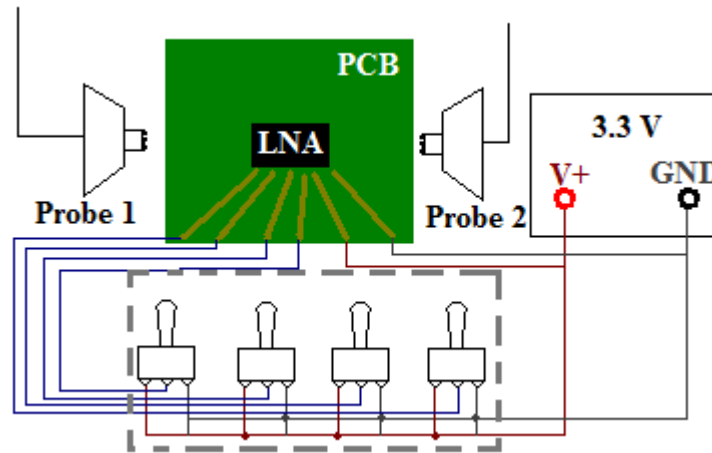 PCB
LNA
3.3 V
V+
GND
Probe 1
Probe 2